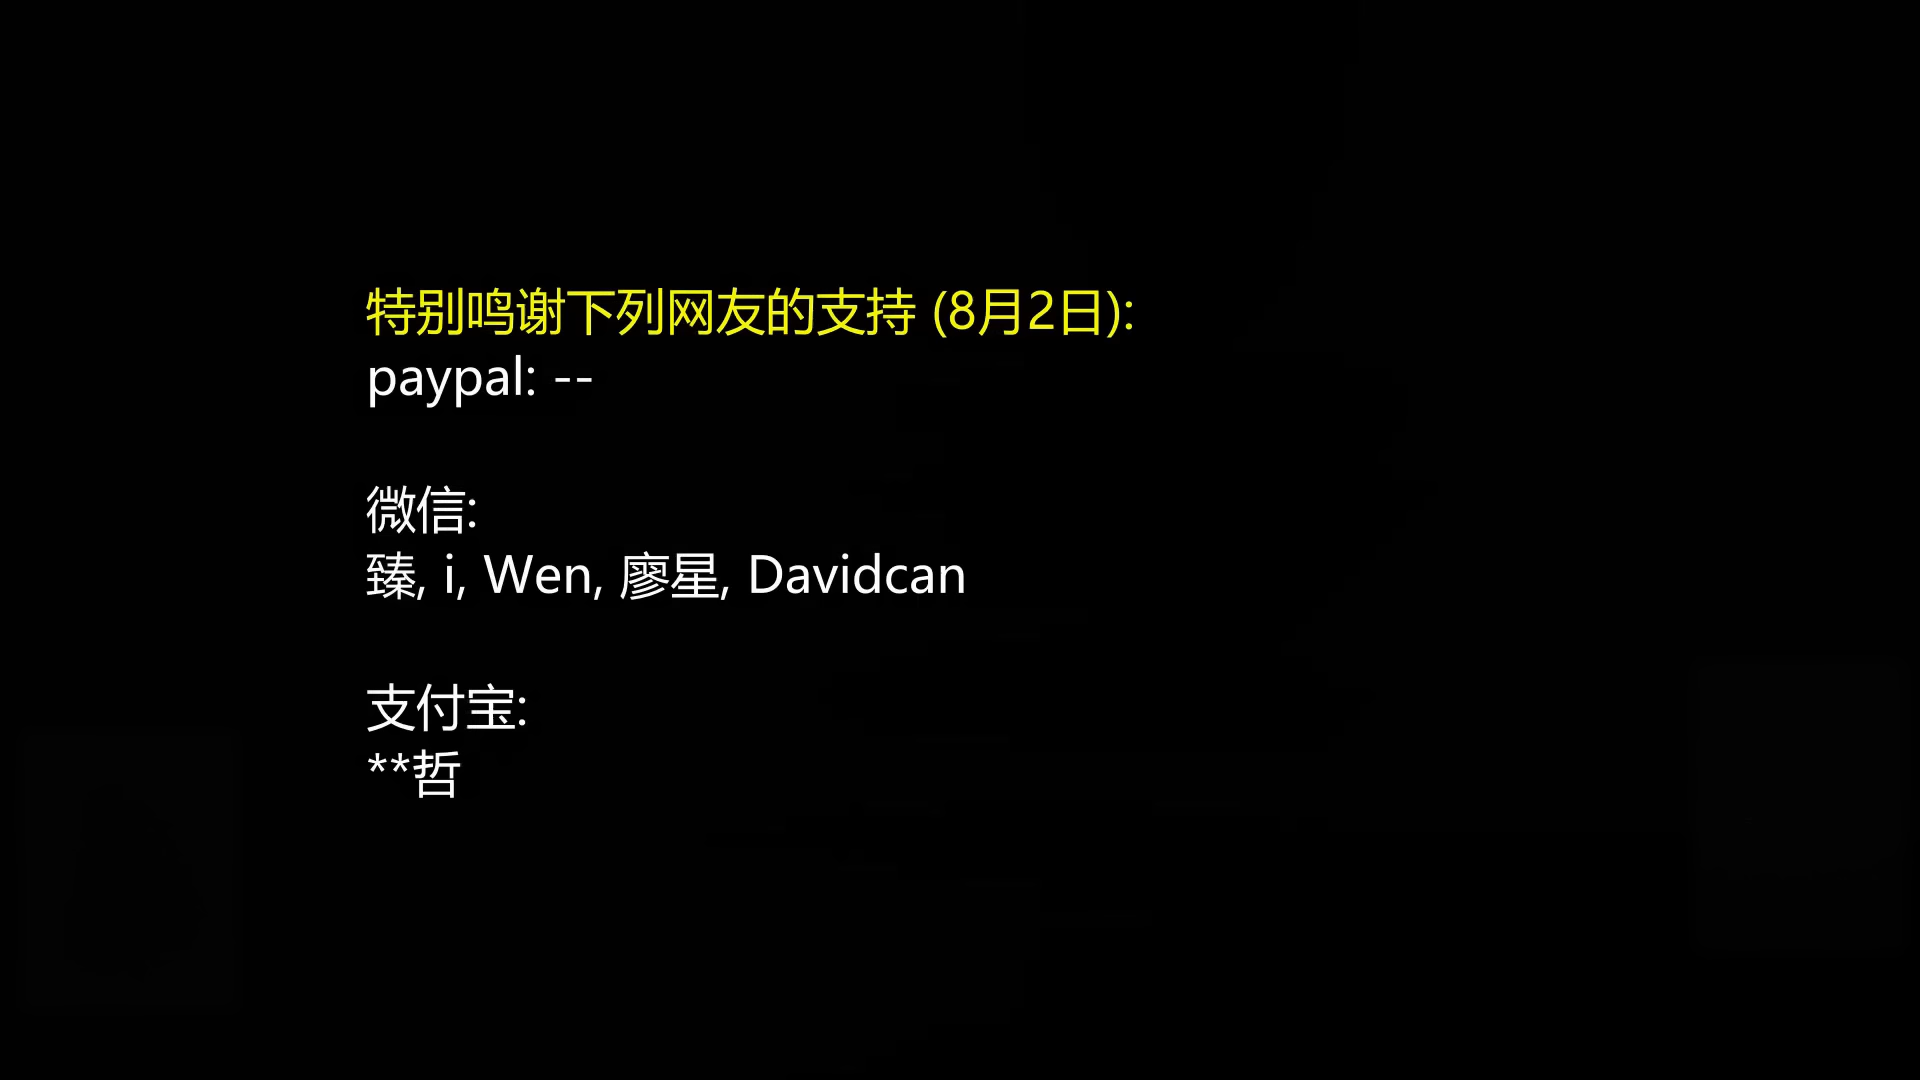 特别鸣谢下列网友的支持 (8月2日):
paypal: --
微信:
臻, i, Wen, 廖星, Davidcan
支付宝:
**哲